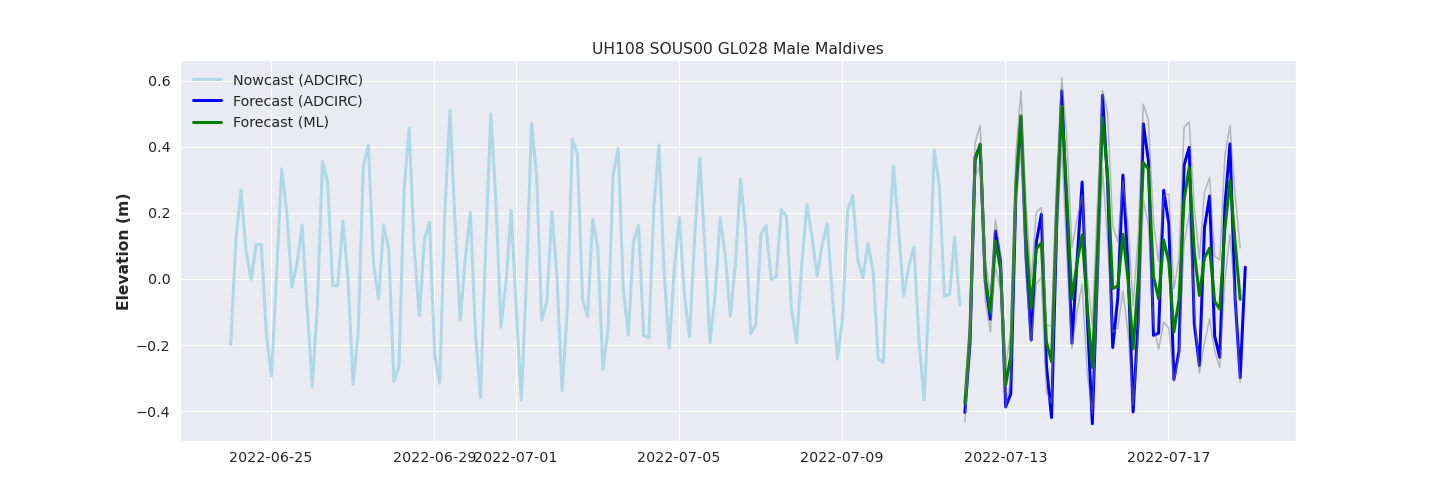 UH108 SOUS00 GL028 Male Maldives
Nowcast (ADCIRC)
Forecast (ADCIRC)
Forecast (ML)
Elevation (m)
0.6
0.4
0.2
0.0
−0.2
−0.4
2022-06-25
2022-06-29
2022-07-01
2022-07-05
2022-07-09
2022-07-13
2022-07-17